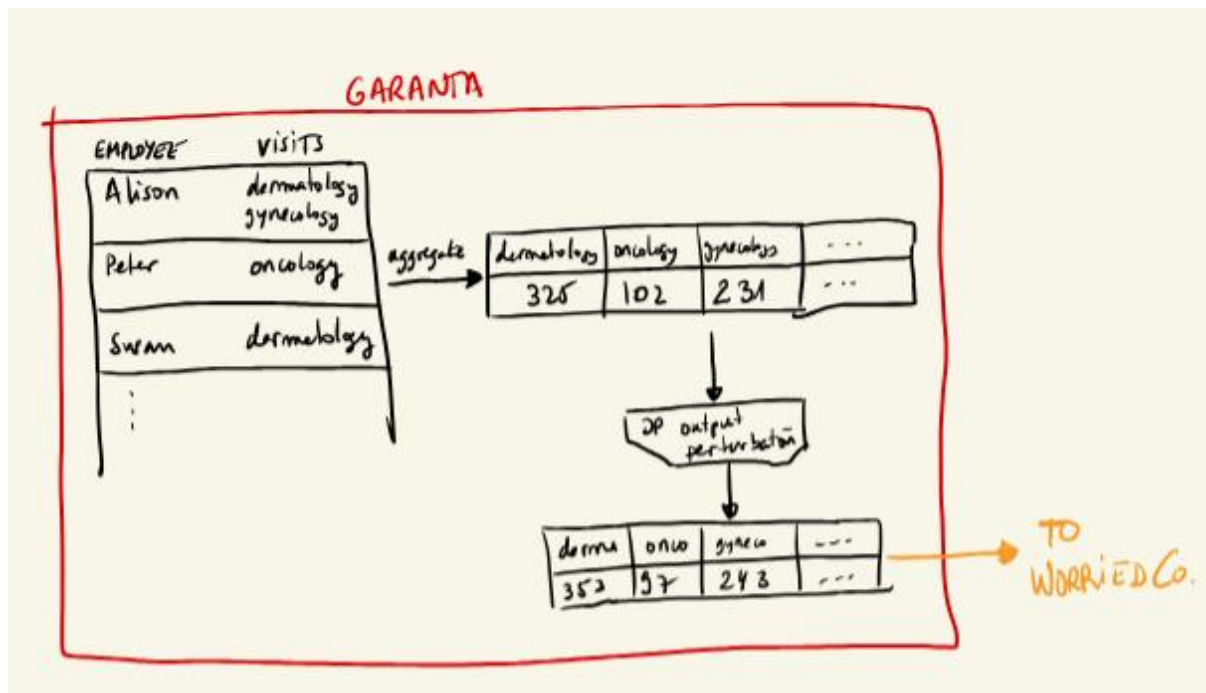 GARANTA
EMPLOYEE VISITS
Alison dermatology
gynecology
Peter oncology
Swan dermatology
aggregate
dermatology oncology gynecology ...
325 102 231 ...
DP output
perturbation
derma onco gyneco ---
97 243 ...
TO
WORRIED Co.